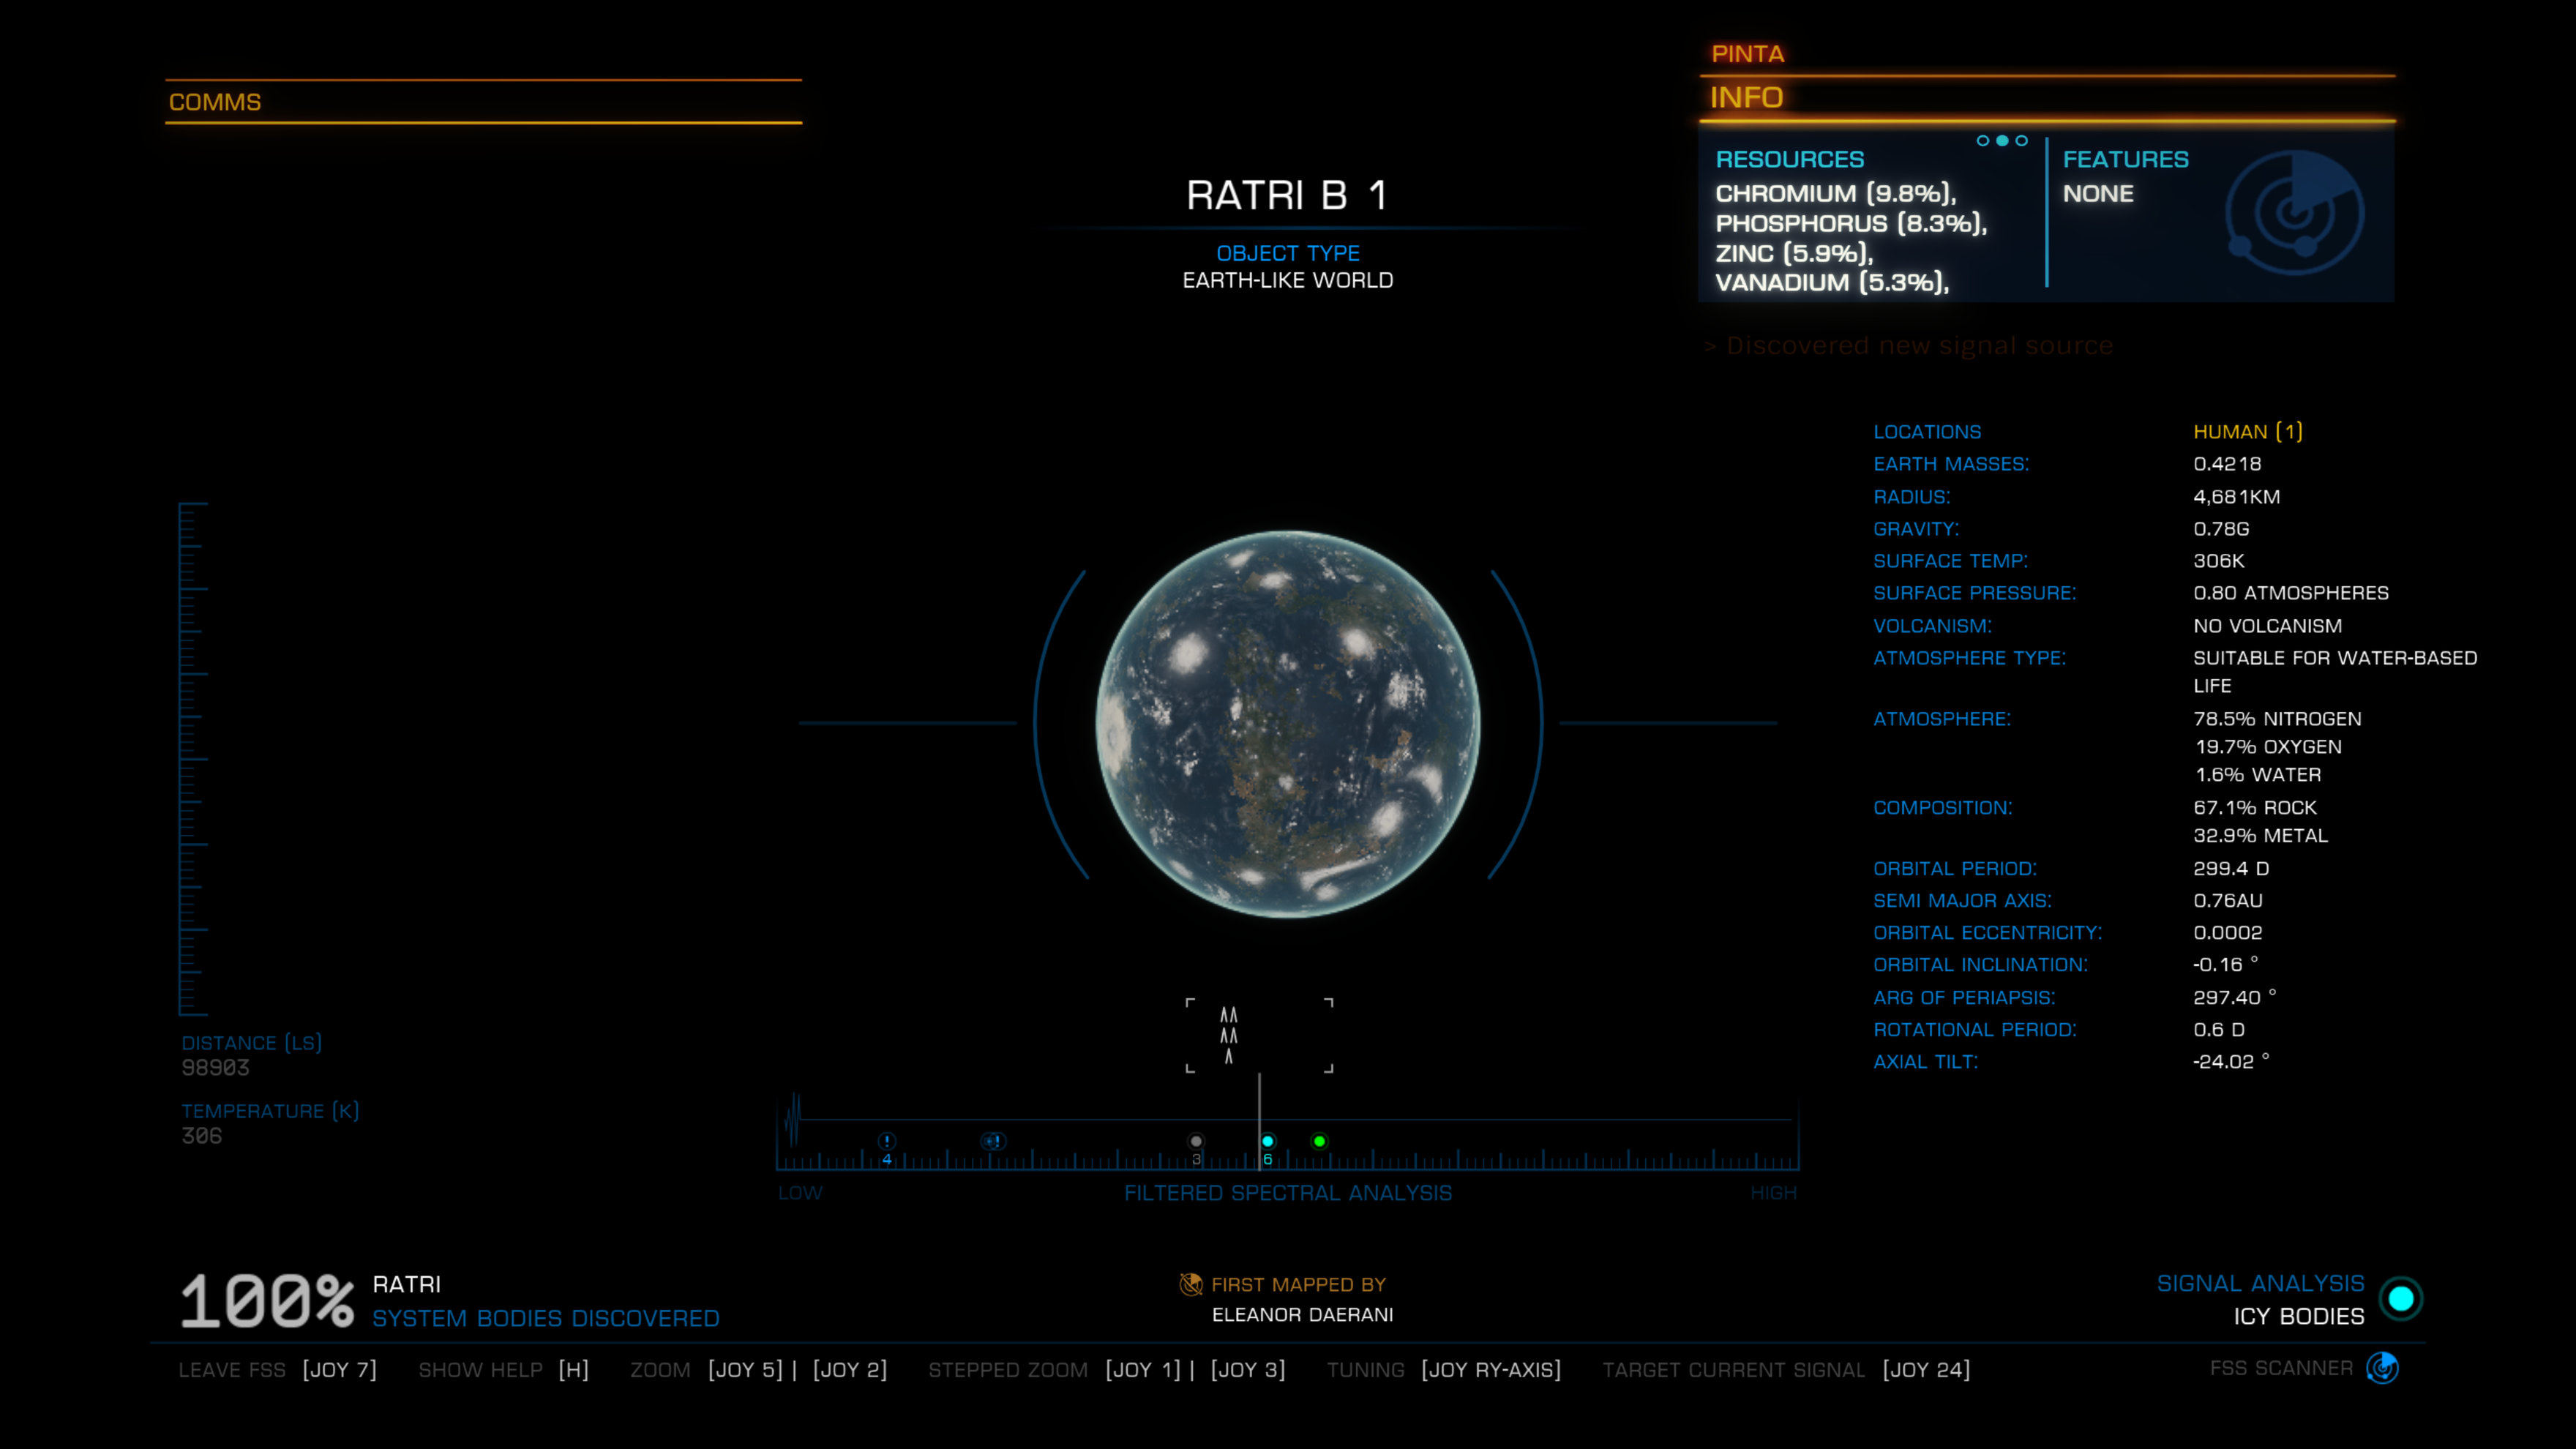 COMMS
PINTA
INFO
RESOURCES
CHROMIUM (9.8%),
PHOSPHORUS (8.3%),
ZINC (5.9%),
VANADIUM (5.3%),
FEATURES
NONE
> Discovered new signal source
RATRI B 1
OBJECT TYPE
EARTH-LIKE WORLD
LOCATIONS HUMAN (1)
EARTH MASSES: 0.4218
RADIUS: 4,681KM
GRAVITY: 0.78G
SURFACE TEMP: 306K
SURFACE PRESSURE: 0.80 ATMOSPHERES
VOLCANISM: NO VOLCANISM
ATMOSPHERE TYPE: SUITABLE FOR WATER-BASED
LIFE
ATMOSPHERE: 78.5% NITROGEN
19.7% OXYGEN
1.6% WATER
COMPOSITION: 67.1% ROCK
32.9% METAL
ORBITAL PERIOD: 299.4 D
SEMI MAJOR AXIS: 0.76AU
ORBITAL ECCENTRICITY: 0.0002
ORBITAL INCLINATION: -0.16 °
ARG OF PERIAPSIS: 297.40 °
ROTATIONAL PERIOD: 0.6 D
AXIAL TILT: -24.02 °
DISTANCE (LS)
98903
TEMPERATURE (K)
306
! !
4 3 6
LOW FILTERED SPECTRAL ANALYSIS HIGH
100% RATRI
SYSTEM BODIES DISCOVERED
FIRST MAPPED BY
ELEANOR DAERANI
SIGNAL ANALYSIS
ICY BODIES
LEAVE FSS [JOY 7] SHOW HELP [H] ZOOM [JOY 5] | [JOY 2] STEPPED ZOOM [JOY 1] | [JOY 3] TUNING [JOY RY-AXIS] TARGET CURRENT SIGNAL [JOY 24] FSS SCANNER